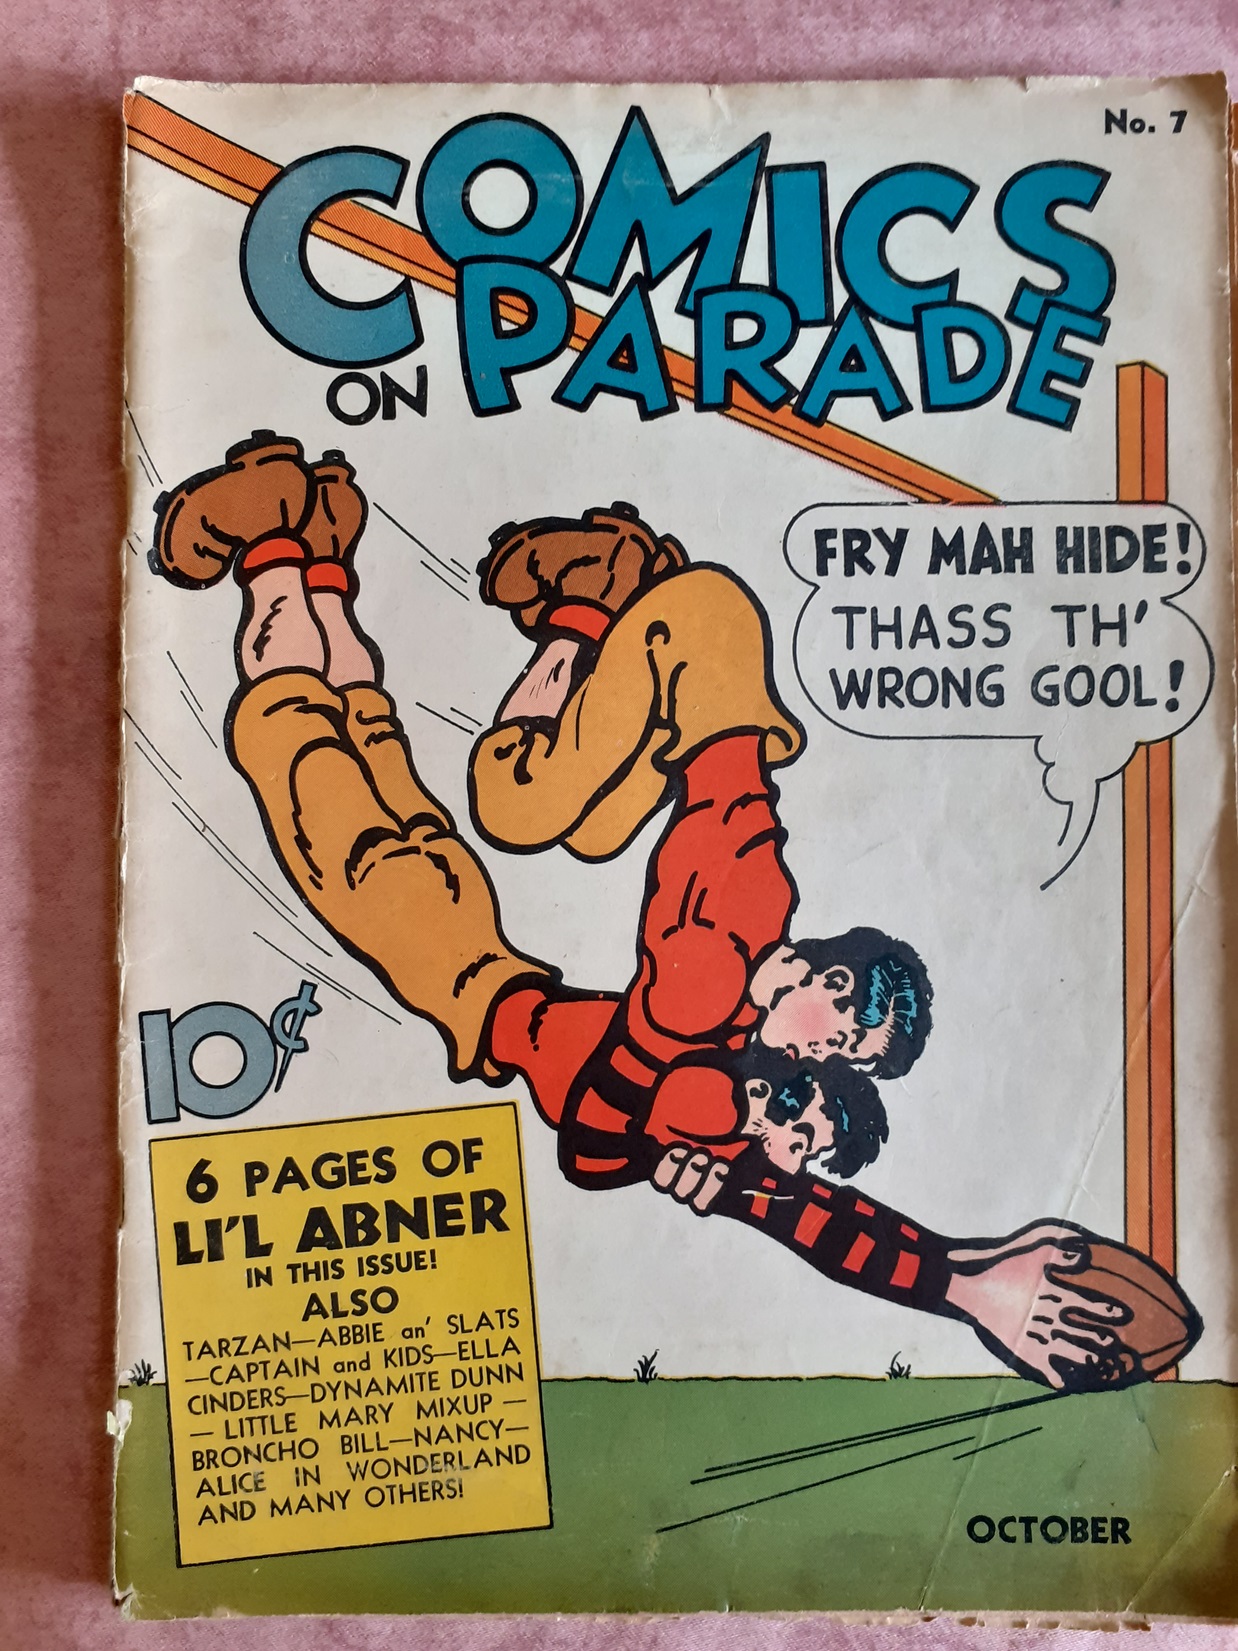 No. 7
COMICS
ON PARADE
FRY MAH HIDE!
THASS TH'
WRONG GOOL!
10¢
6 PAGES OF
LI'L ABNER
IN THIS ISSUE!
ALSO
TARZAN—ABBIE an' SLATS
—CAPTAIN and KIDS—ELLA
CINDERS—DYNAMITE DUNN
— LITTLE MARY MIXUP —
BRONCHO BILL—NANCY—
ALICE IN WONDERLAND
AND MANY OTHERS!
OCTOBER